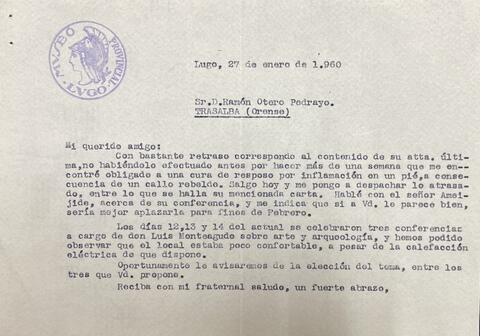 MVSEO PROVINCIAL
LVGO
Lugo, 27 de enero de 1.960
Sr.D.Ramón Otero Pedrayo.
TRASALBA (Orense)
Mi querido amigo:
Con bastante retraso correspondo al contenido de su atta. últi-
ma,no habiéndolo efectuado antes por hacer más de una semana que me en-
contré obligado a una cura de resposo por inflamación en un pié,a conse-
cuencia de un callo rebelde. Salgo hoy y me pongo a despachar lo atrasa-
do, entre lo que se halla su mencionada carta. Hablé con el señor Amei-
jide, acerca de su conferencia, y me indica que si a Vd. le parece bien,
sería mejor aplazarla para fines de Febrero.
Los días 12,13 y 14 del actual se celebraron tres conferencias
a cargo de don Luis Monteagudo sobre arte y arqueología, y hemos podido
observar que el local estaba poco confortable, a pesar de la calefacción
eléctrica de que dispone.
Oportunamente le avisaremos de la elección del tema, entre los
tres que Vd. propone.
Reciba con mi fraternal saludo, un fuerte abrazo,